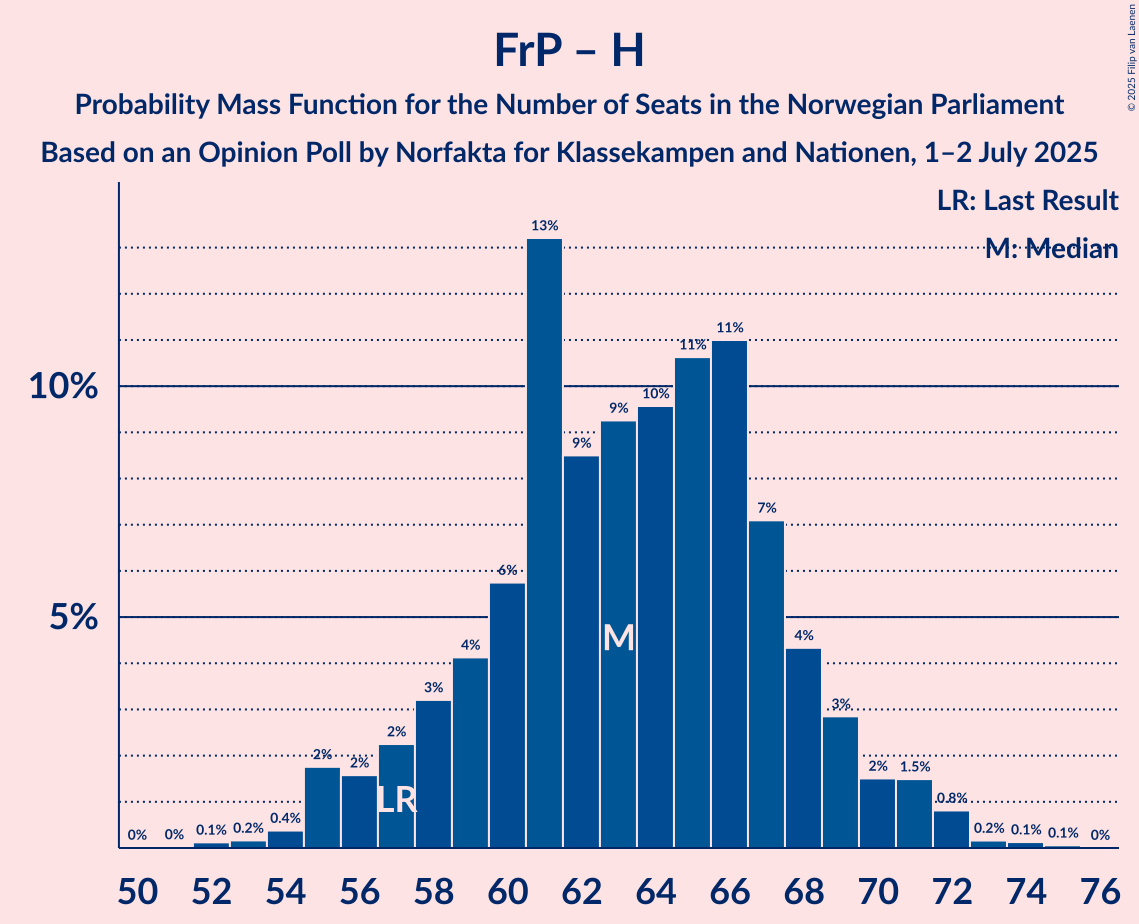 FrP – H
Probability Mass Function for the Number of Seats in the Norwegian Parliament
Based on an Opinion Poll by Norfakta for Klassekampen and Nationen, 1–2 July 2025
© 2025 Filip van Laenen
LR: Last Result
M: Median
13%
11%
11%
10%
10%
9%
9%
7%
6%
5%
M
4%
4%
3%
3%
2%
2%
2%
2%
1.5%
LR
0.8%
0.4%
0% 0% 0.1% 0.2% 0.2% 0.1% 0.1% 0%
50 52 54 56 58 60 62 64 66 68 70 72 74 76